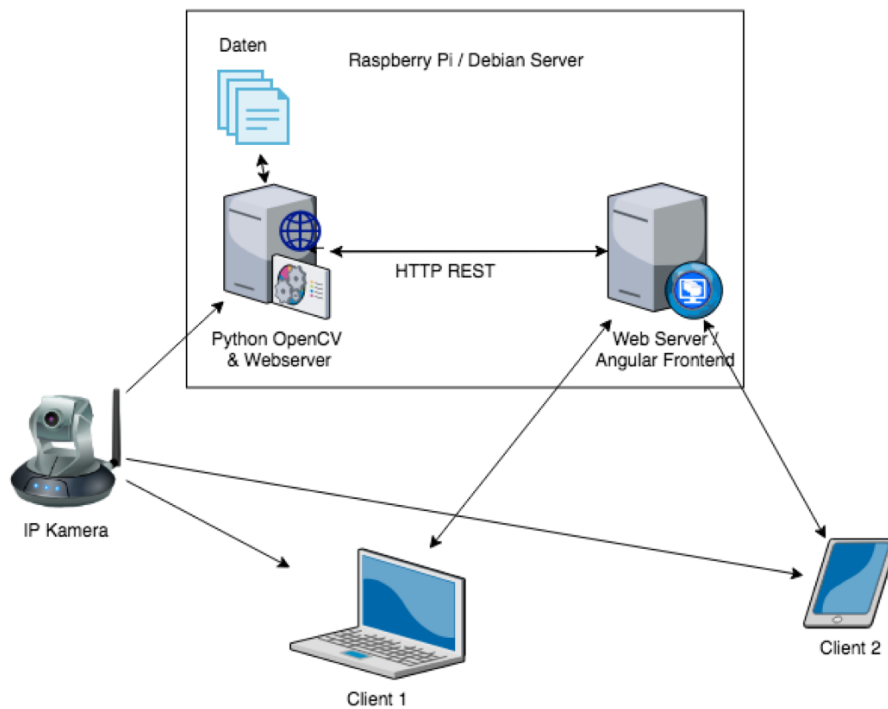 Daten
Raspberry Pi / Debian Server
HTTP REST
Python OpenCV
& Webserver
Web Server /
Angular Frontend
IP Kamera
Client 1
Client 2